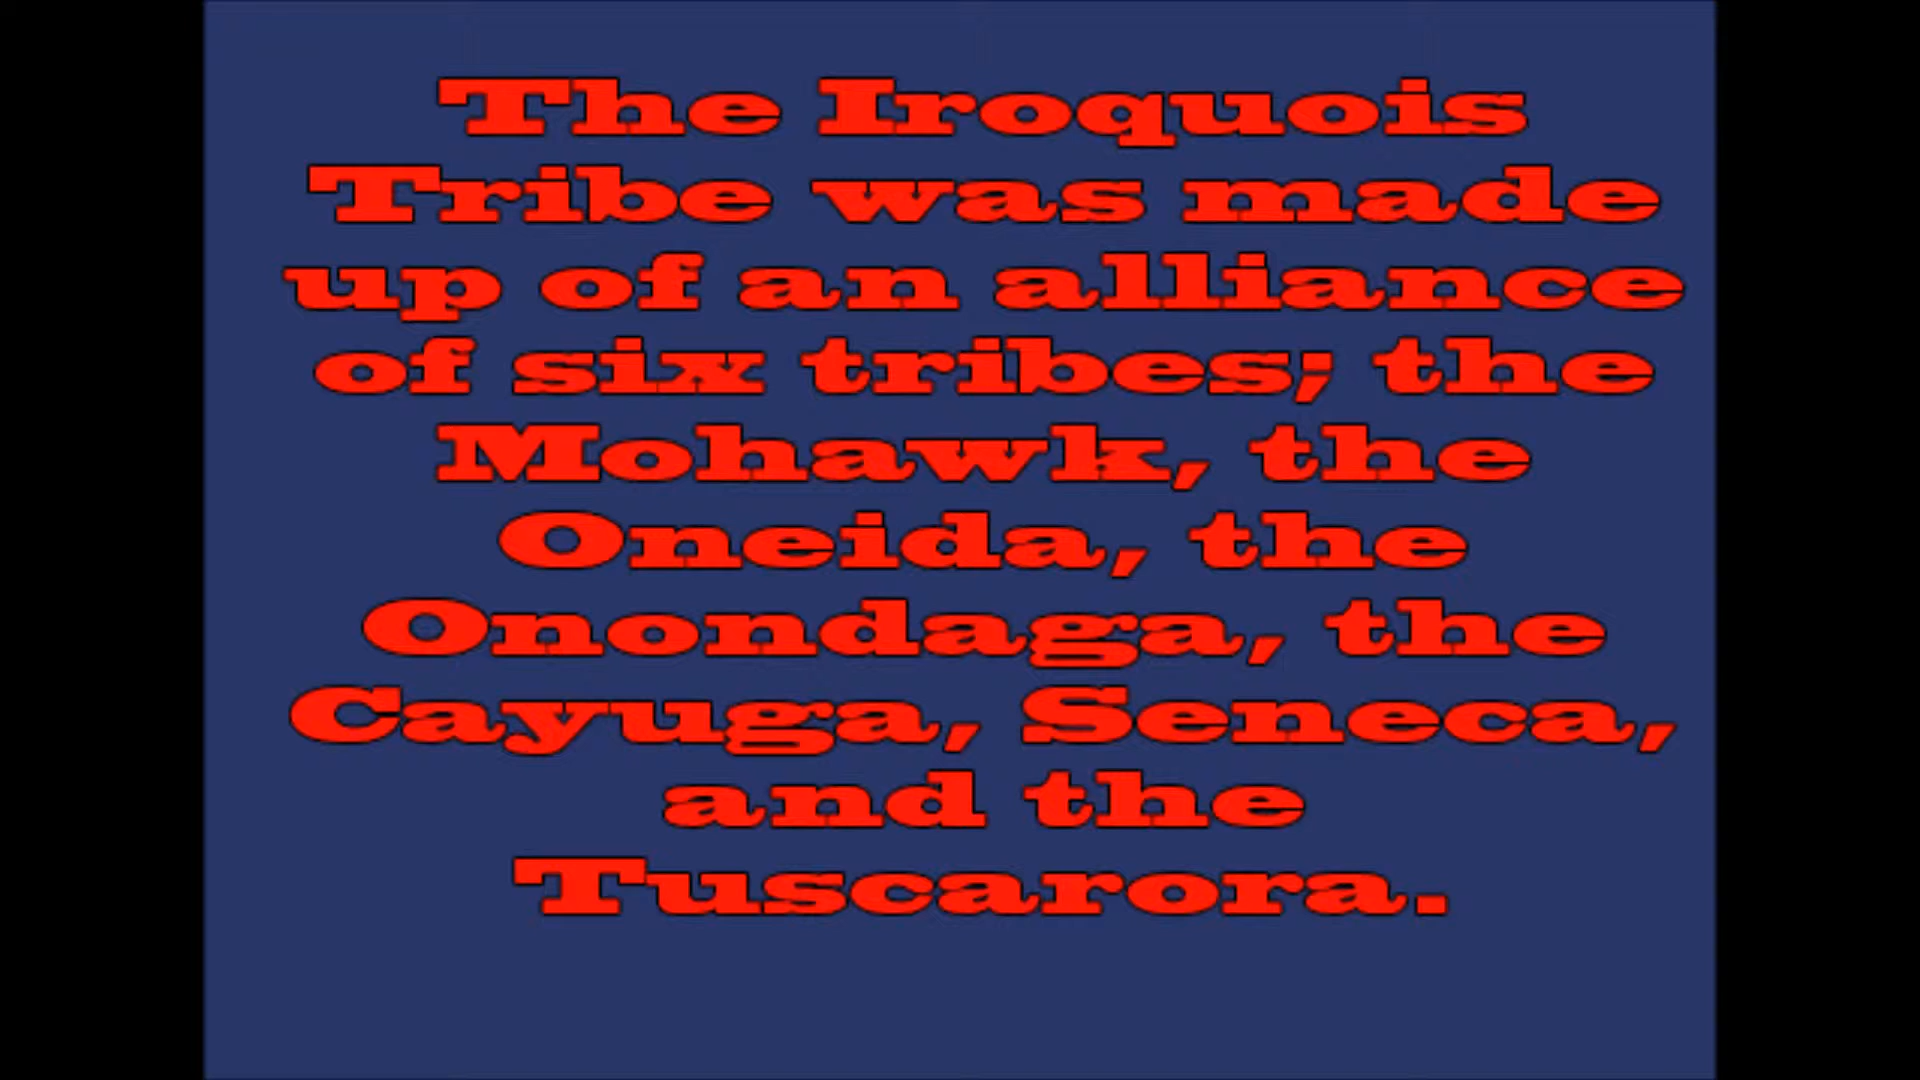 The Iroquois
Tribe was made
up of an alliance
of six tribes; the
Mohawk, the
Oneida, the
Onondaga, the
Cayuga, Seneca,
and the
Tuscarora.